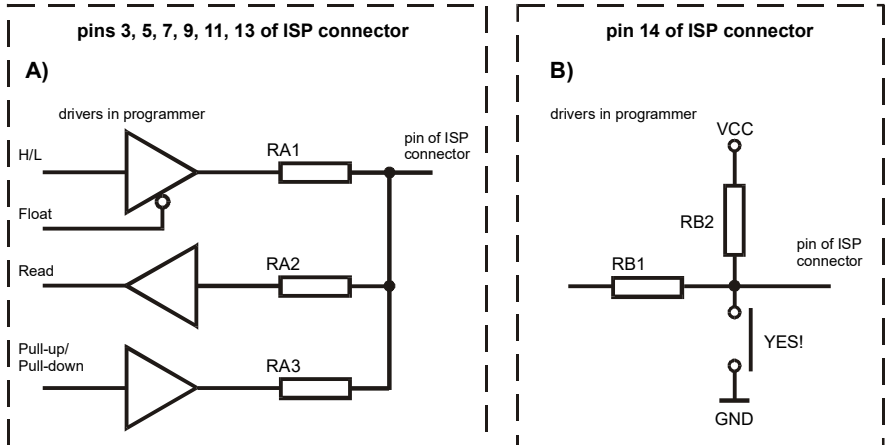 pins 3, 5, 7, 9, 11, 13 of ISP connector
A)
drivers in programmer
H/L
RA1
pin of ISP
connector
Float
Read
RA2
Pull-up/
Pull-down
RA3
pin 14 of ISP connector
B)
drivers in programmer
VCC
RB2
pin of ISP
connector
RB1
YES!
GND